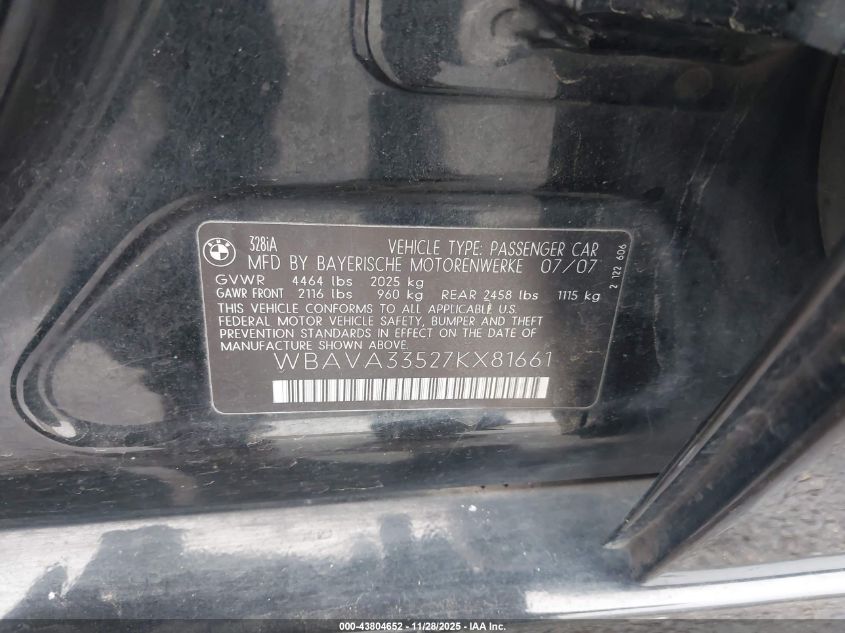 BMW
328iA VEHICLE TYPE: PASSENGER CAR
MFD BY BAYERISCHE MOTORENWERKE 07/07
GVWR 4464 lbs 2025 kg
GAWR FRONT 2116 lbs 960 kg REAR 2458 lbs 1115 kg
THIS VEHICLE CONFORMS TO ALL APPLICABLE U.S.
FEDERAL MOTOR VEHICLE SAFETY, BUMPER AND THEFT
PREVENTION STANDARDS IN EFFECT ON THE DATE OF
MANUFACTURE SHOWN ABOVE.
WBAVA33527KX81661
2 122 606
000-43804652 - 11/28/2025 - IAA Inc.